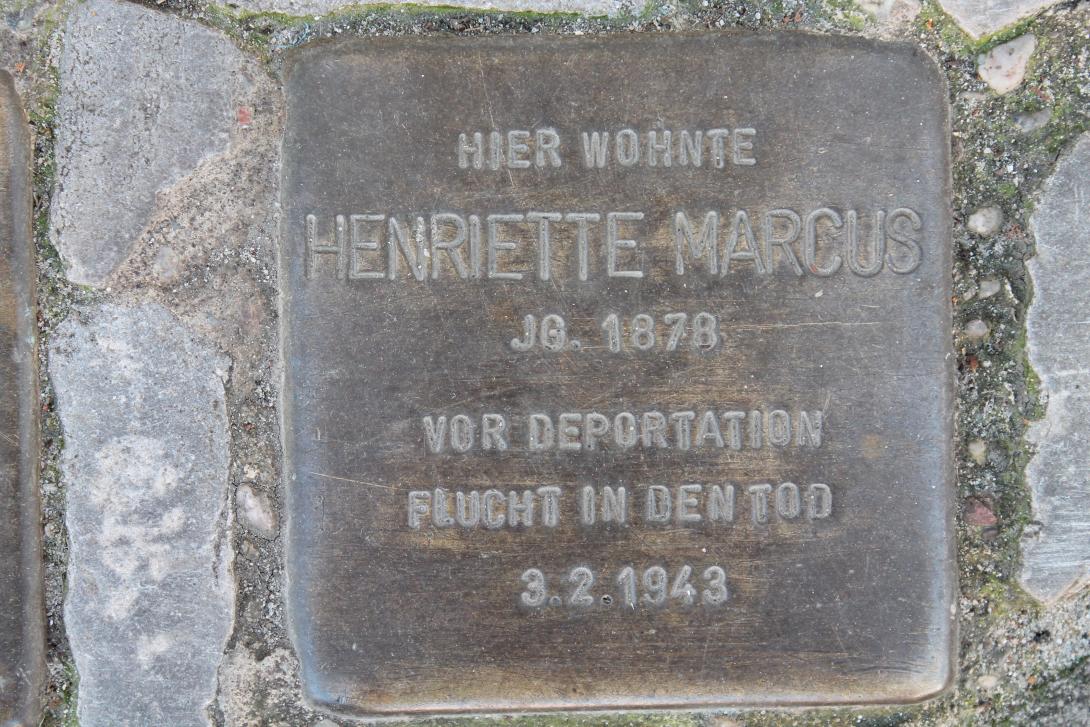 HIER WOHNTE
HENRIETTE MARCUS
JG. 1878
VOR DEPORTATION
FLUCHT IN DEN TOD
3.2.1943